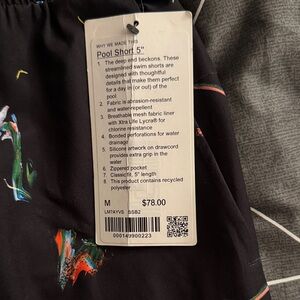 WHY WE MADE THIS
Pool Short 5"
1. The deep end beckons. These
streamlined swim shorts are
designed with thoughtful
details that make them perfect
for a day in (or out) of the
pool
2. Fabric is abrasion-resistant
and water-repellent
3. Breathable mesh fabric liner
with Xtra Life Lycra® for
chlorine resistance
4. Bonded perforations for water
drainage
5. Silicone artwork on drawcord
provides extra grip in the
water
6. Zippered pocket
7. Classic fit, 5" length
8. This product contains recycled
polyester
M $78.00
LM7AYVS BSB2
000149900223